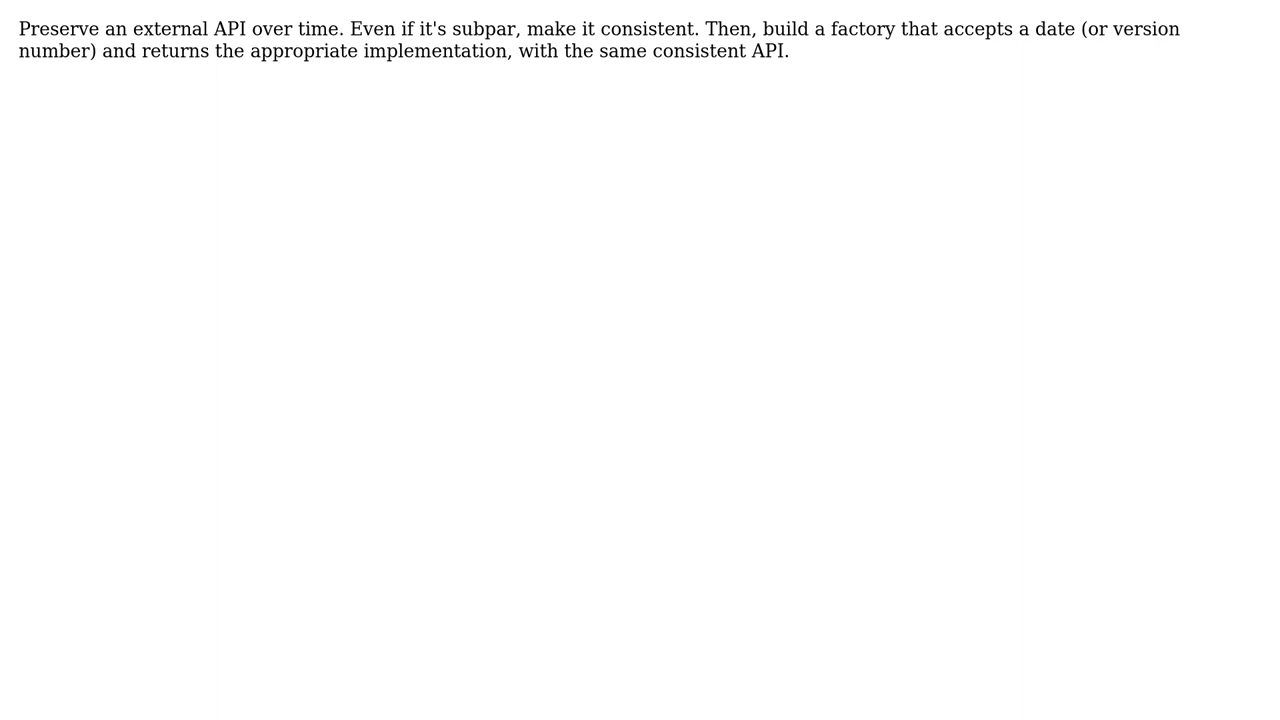 Preserve an external API over time. Even if it's subpar, make it consistent. Then, build a factory that accepts a date (or version
number) and returns the appropriate implementation, with the same consistent API.